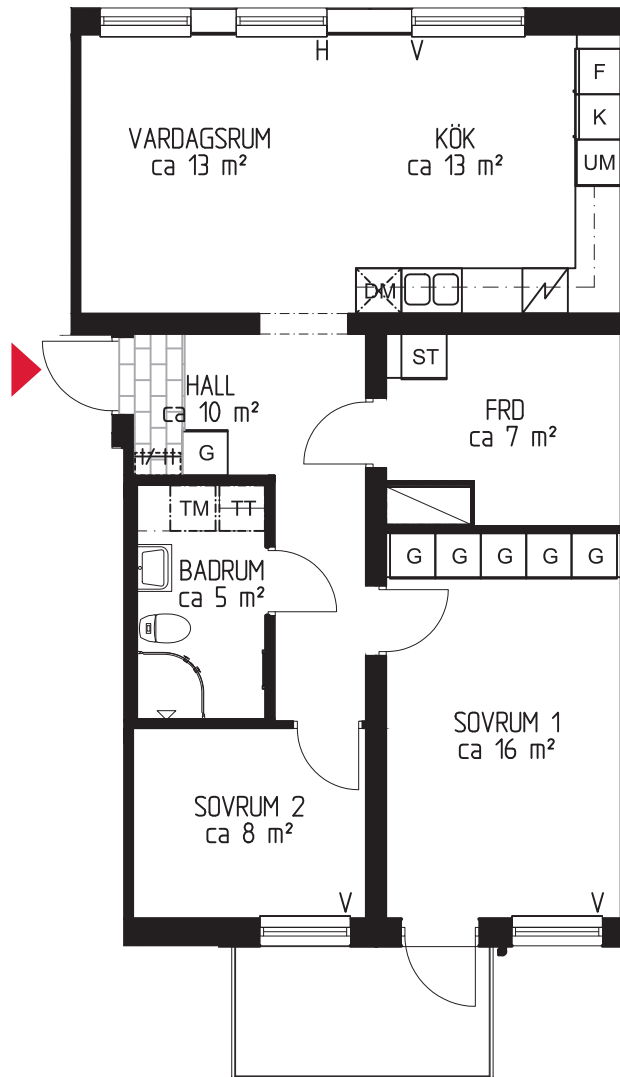 H V
F
K
UM
VARDAGSRUM
ca 13 m²
KÖK
ca 13 m²
DM
ST
HALL
ca 10 m²
FRD
ca 7 m²
G
TM TT
BADRUM
ca 5 m²
G G G G G
SOVRUM 1
ca 16 m²
SOVRUM 2
ca 8 m²
V V